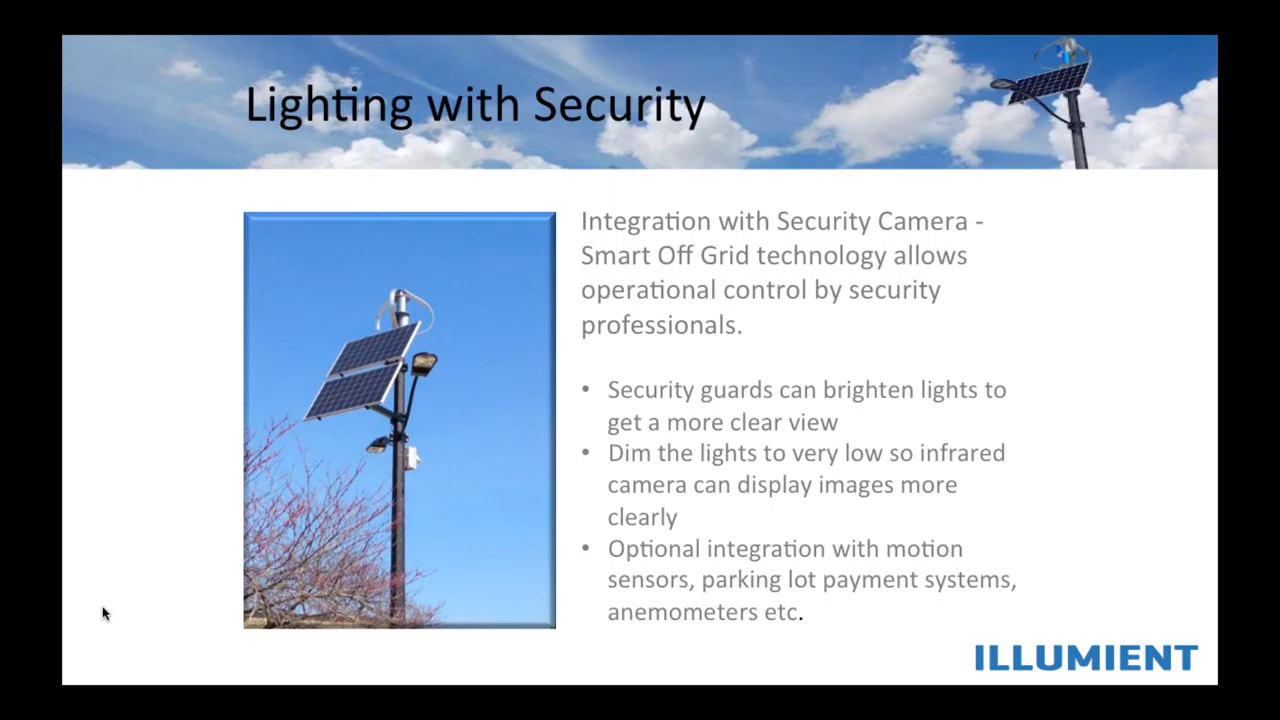 Lighting with Security
Integration with Security Camera -
Smart Off Grid technology allows
operational control by security
professionals.
• Security guards can brighten lights to
get a more clear view
• Dim the lights to very low so infrared
camera can display images more
clearly
• Optional integration with motion
sensors, parking lot payment systems,
anemometers etc.
ILLUMIENT